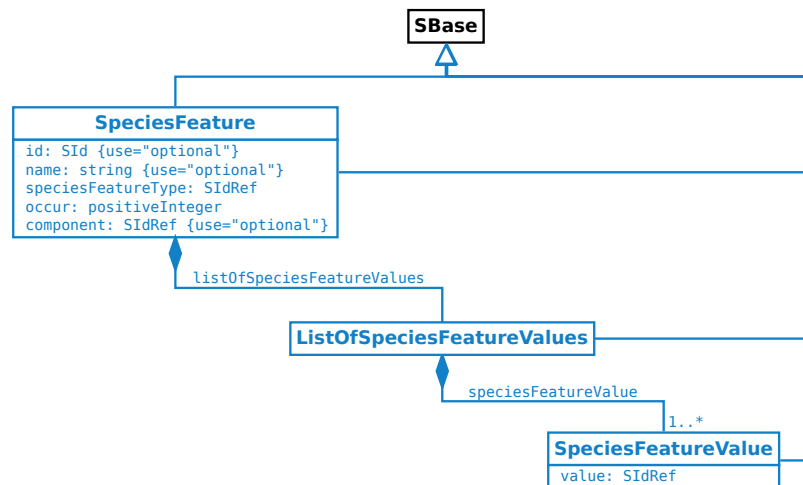 SBase
SpeciesFeature
id: SId {use="optional"}
name: string {use="optional"}
speciesFeatureType: SIdRef
occur: positiveInteger
component: SIdRef {use="optional"}
listOfSpeciesFeatureValues
ListOfSpeciesFeatureValues
speciesFeatureValue
1..*
SpeciesFeatureValue
value: SIdRef